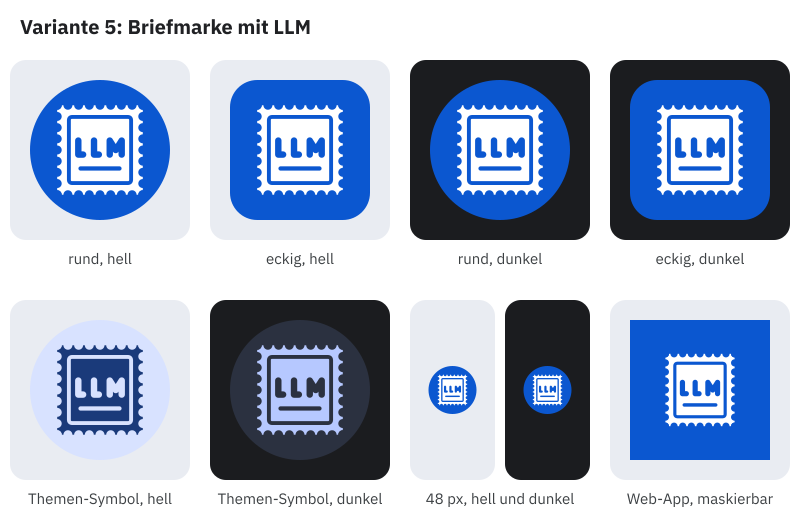 Variante 5: Briefmarke mit LLM
LLM
LLM
LLM
LLM
rund, hell
eckig, hell
rund, dunkel
eckig, dunkel
LLM
LLM
LLM
LLM
LLM
Themen-Symbol, hell
Themen-Symbol, dunkel
48 px, hell und dunkel
Web-App, maskierbar